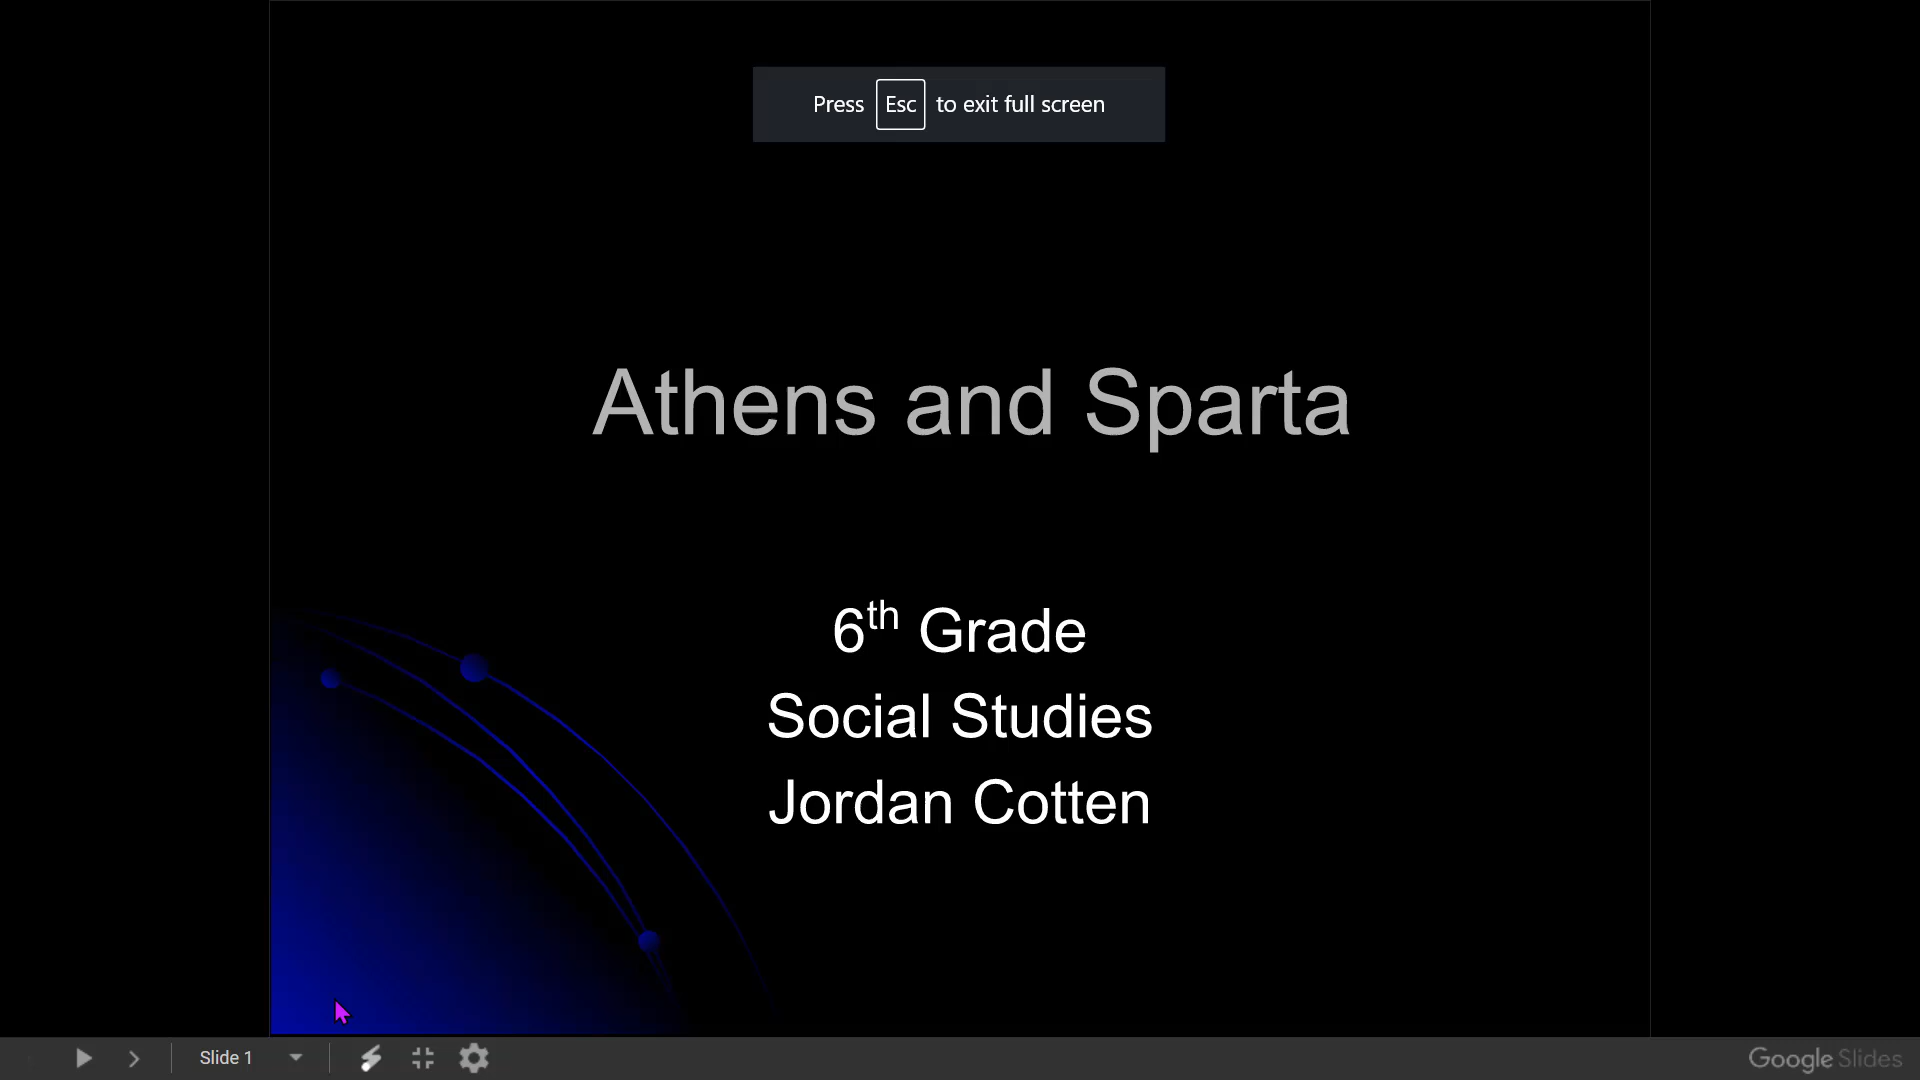 Press Esc to exit full screen
Athens and Sparta
6th Grade
Social Studies
Jordan Cotten
Slide 1
Google Slides